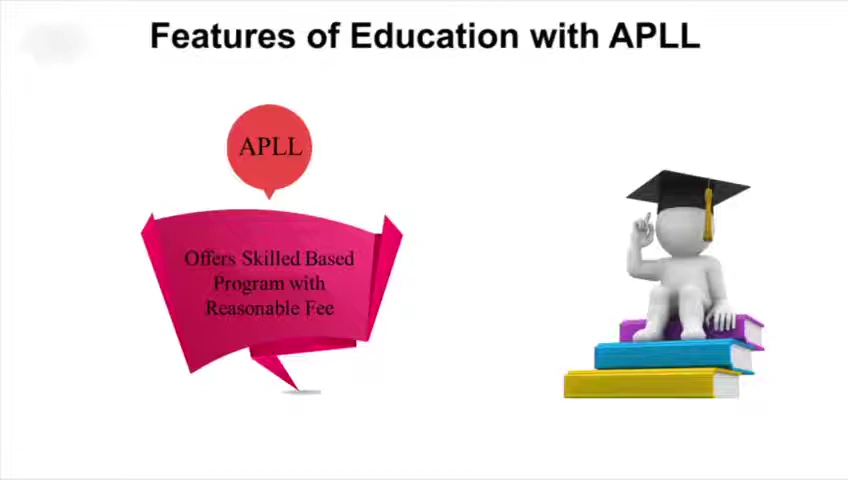 Features of Education with APLL
APLL
Offers Skilled Based
Program with
Reasonable Fee